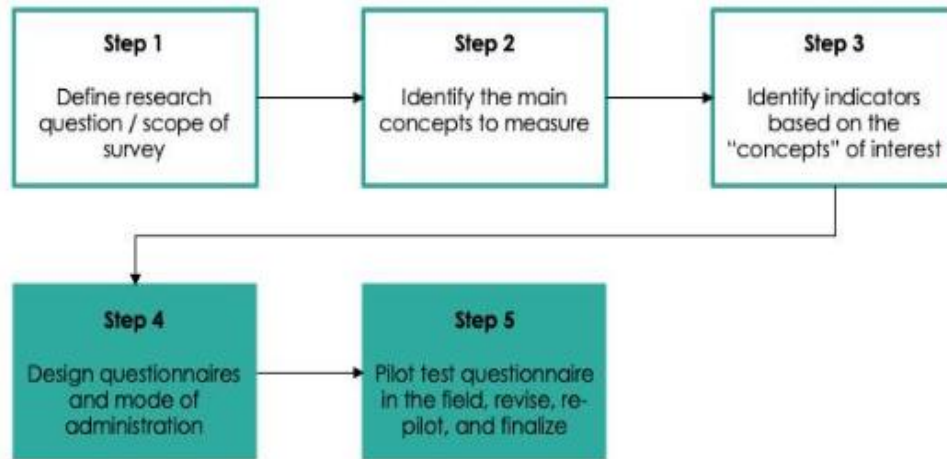 Step 1
Define research
question / scope of
survey
Step 2
Identify the main
concepts to measure
Step 3
Identify indicators
based on the
“concepts” of interest
Step 4
Design questionnaires
and mode of
administration
Step 5
Pilot test questionnaire
in the field, revise, re-
pilot, and finalize